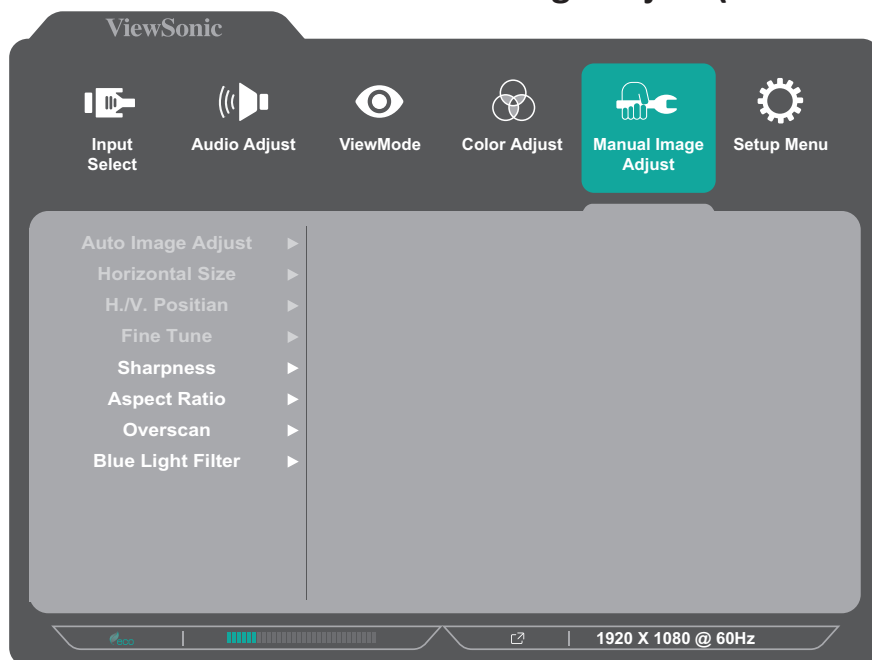 ViewSonic
Input
Select
Audio Adjust
ViewMode
Color Adjust
Manual Image
Adjust
Setup Menu
Auto Image Adjust
Horizontal Size
H./V. Positian
Fine Tune
Sharpness
Aspect Ratio
Overscan
Blue Light Filter
eco
1920 X 1080 @ 60Hz